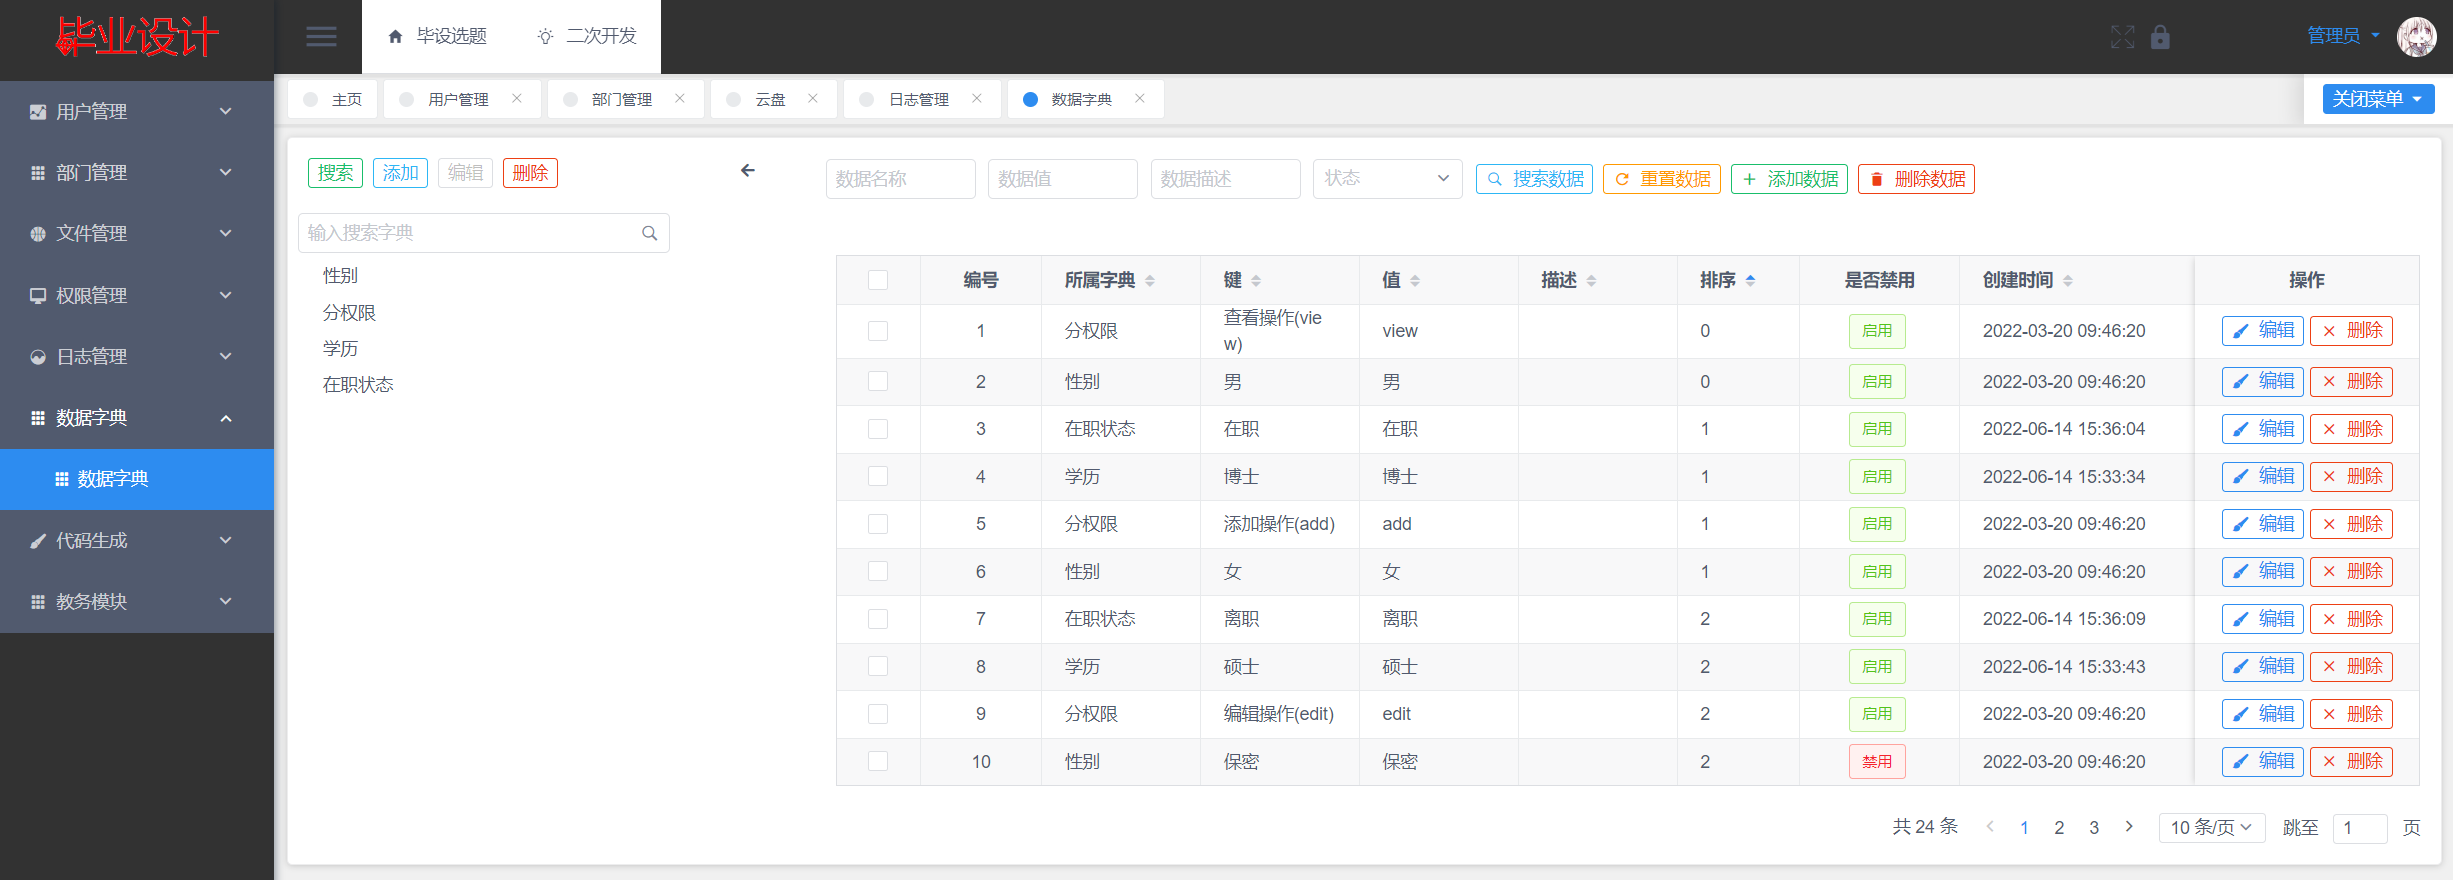 毕业设计
毕设选题 二次开发
管理员
主页 用户管理 部门管理 云盘 日志管理 数据字典 关闭菜单
用户管理
部门管理
文件管理
权限管理
日志管理
数据字典
数据字典
代码生成
教务模块
搜索 添加 编辑 删除
输入搜索字典
性别
分权限
学历
在职状态
数据名称 数据值 数据描述 状态 搜索数据 重置数据 添加数据 删除数据
编号 所属字典 键 值 描述 排序 是否禁用 创建时间 操作
1 分权限 查看操作(vie
w) view 0 启用 2022-03-20 09:46:20 编辑 删除
2 性别 男 男 0 启用 2022-03-20 09:46:20 编辑 删除
3 在职状态 在职 在职 1 启用 2022-06-14 15:36:04 编辑 删除
4 学历 博士 博士 1 启用 2022-06-14 15:33:34 编辑 删除
5 分权限 添加操作(add) add 1 启用 2022-03-20 09:46:20 编辑 删除
6 性别 女 女 1 启用 2022-03-20 09:46:20 编辑 删除
7 在职状态 离职 离职 2 启用 2022-06-14 15:36:09 编辑 删除
8 学历 硕士 硕士 2 启用 2022-06-14 15:33:43 编辑 删除
9 分权限 编辑操作(edit) edit 2 启用 2022-03-20 09:46:20 编辑 删除
10 性别 保密 保密 2 禁用 2022-03-20 09:46:20 编辑 删除
共 24 条 1 2 3 10 条/页 跳至 1 页